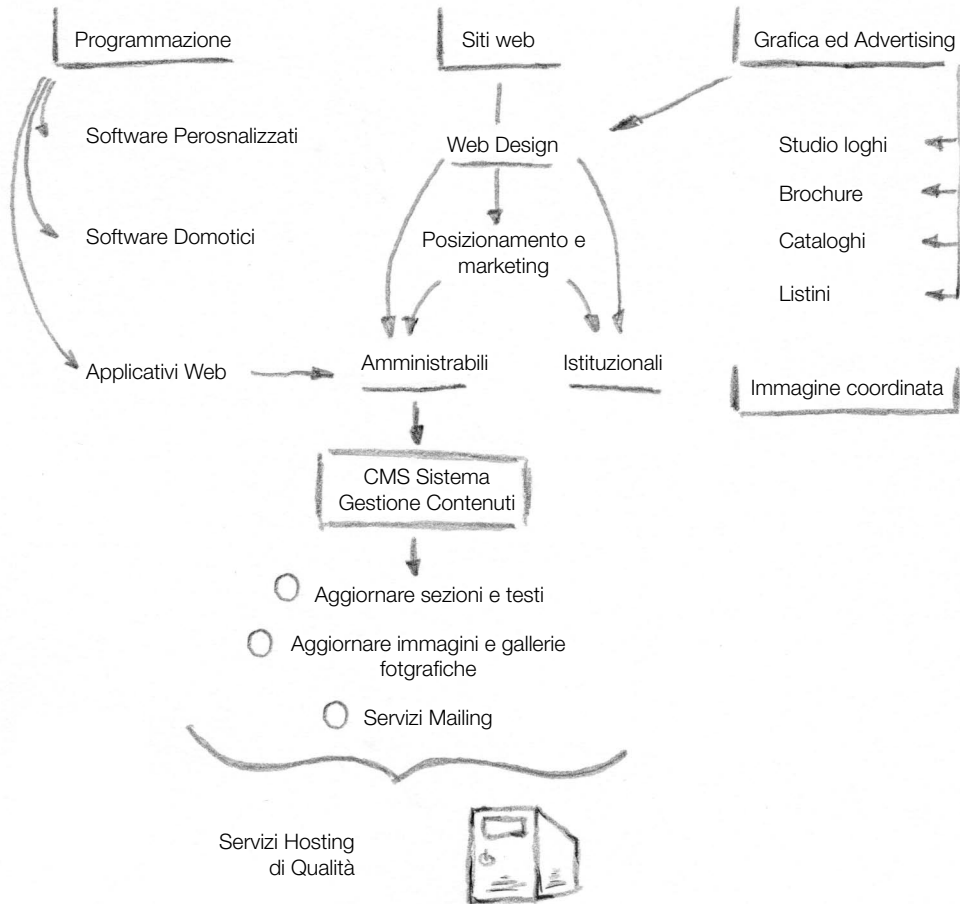 Programmazione
Siti web
Grafica ed Advertising
Software Perosnalizzati
Web Design
Studio loghi
Brochure
Software Domotici
Posizionamento e
marketing
Cataloghi
Listini
Applicativi Web
Amministrabili
Istituzionali
Immagine coordinata
CMS Sistema
Gestione Contenuti
Aggiornare sezioni e testi
Aggiornare immagini e gallerie
fotgrafiche
Servizi Mailing
Servizi Hosting
di Qualità